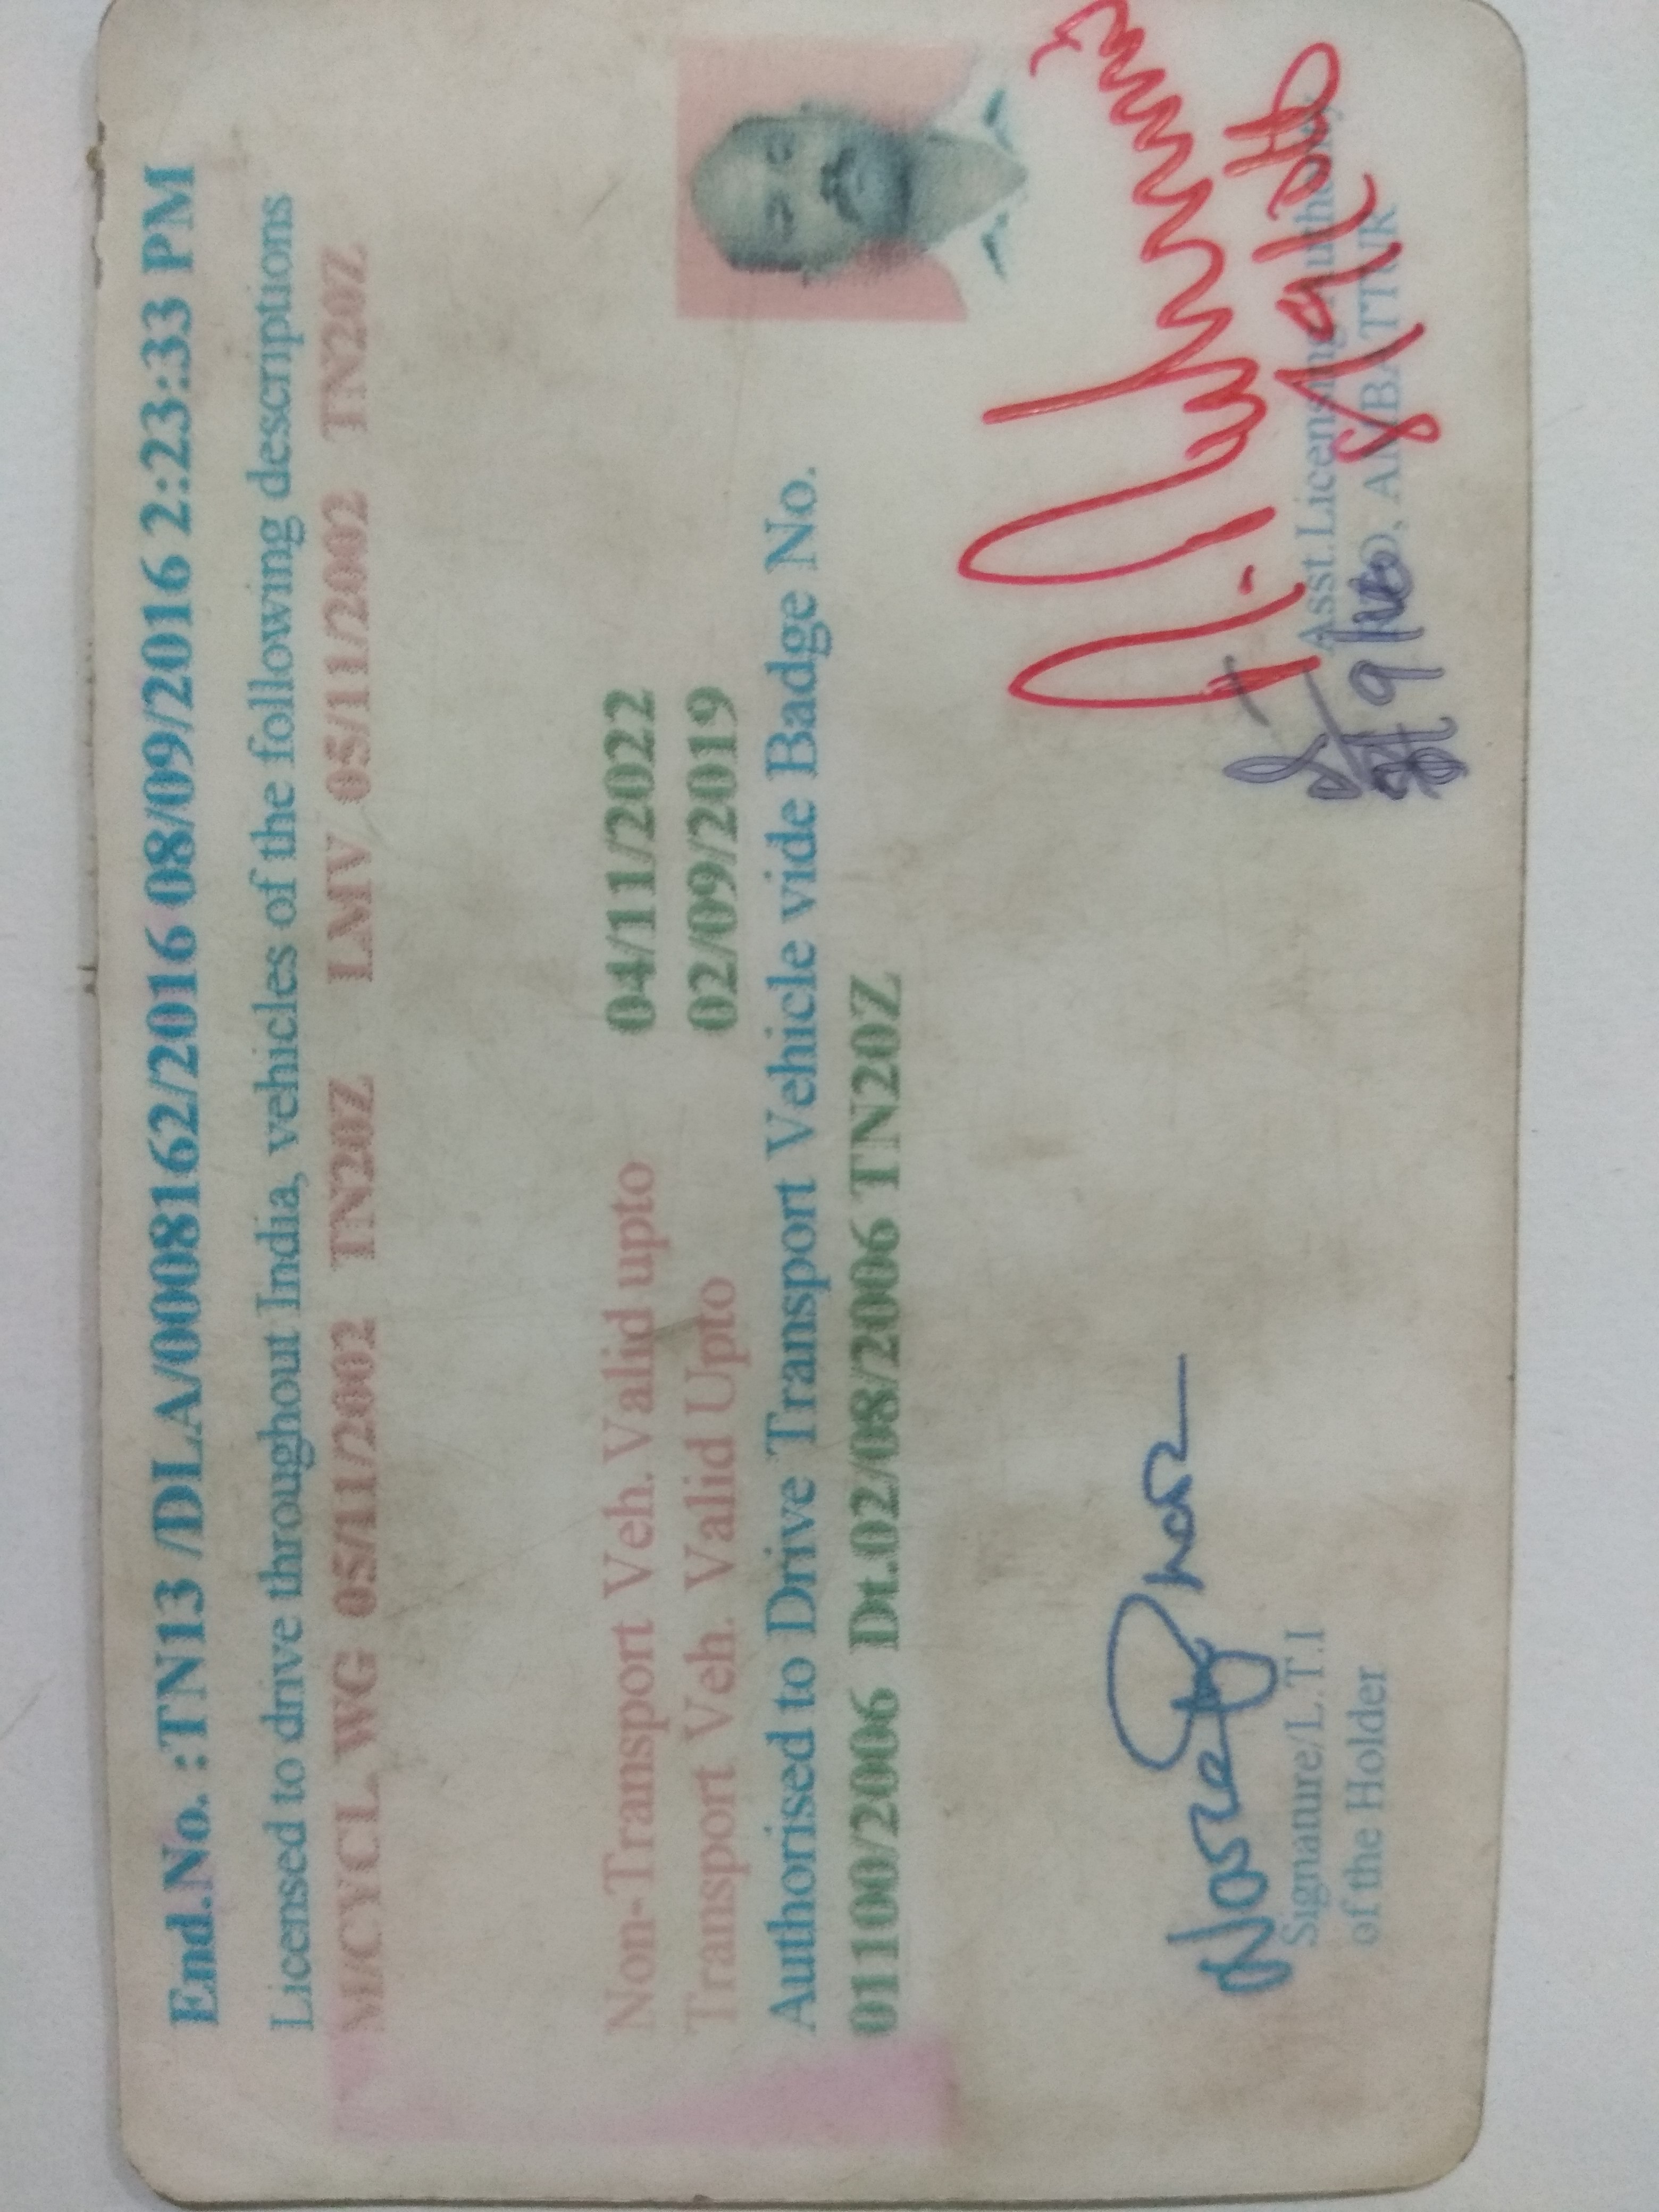 End.No. :TN13 /DLA/0008162/2016 08/09/2016 2:23:33 PM
Licensed to drive throughout India, vehicles of the following descriptions
M/CYCL.WG 05/11/2002 TN20Z LMV 05/11/2002 TN20Z
Non-Transport Veh.Valid upto 04/11/2022
Transport Veh. Valid Upto 02/09/2019
Authorised to Drive Transport Vehicle vide Badge No.
01100/2006 Dt.02/08/2006 TN20Z
Signature/L.T.I
of the Holder
Asst.Licensing Authority
RTO, AMBATTUR